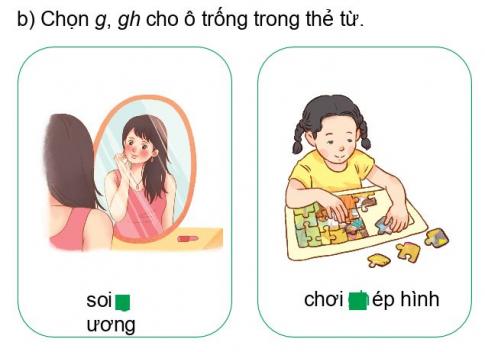 b) Chọn g, gh cho ô trống trong thẻ từ.
soi
ương
chơi ép hình